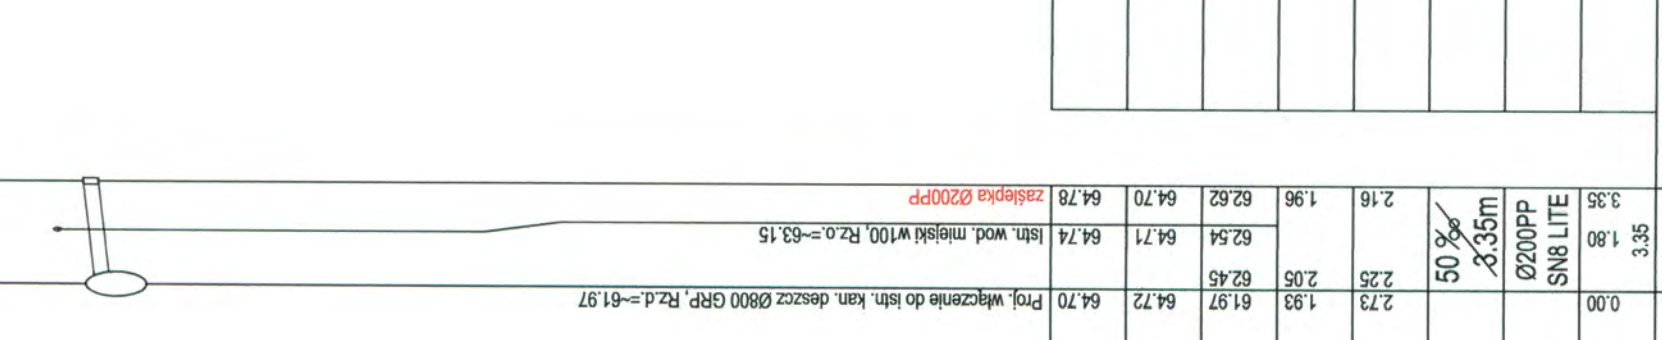 0.00 2.73 1.93 61.97 64.72 64.70 Proj. włączenie do istn. kan. deszcz Ø800 GRP, Rz.d.=~61.97
2.25 2.05 62.45
1.80 62.54 64.71 64.74 Istn. wod. miejski w100, Rz.o.=~63.15
3.35 2.16 1.96 62.62 64.70 64.78 zaślepka Ø200PP
50 ‰
3.35m
Ø200PP
SN8 LITE
3.35